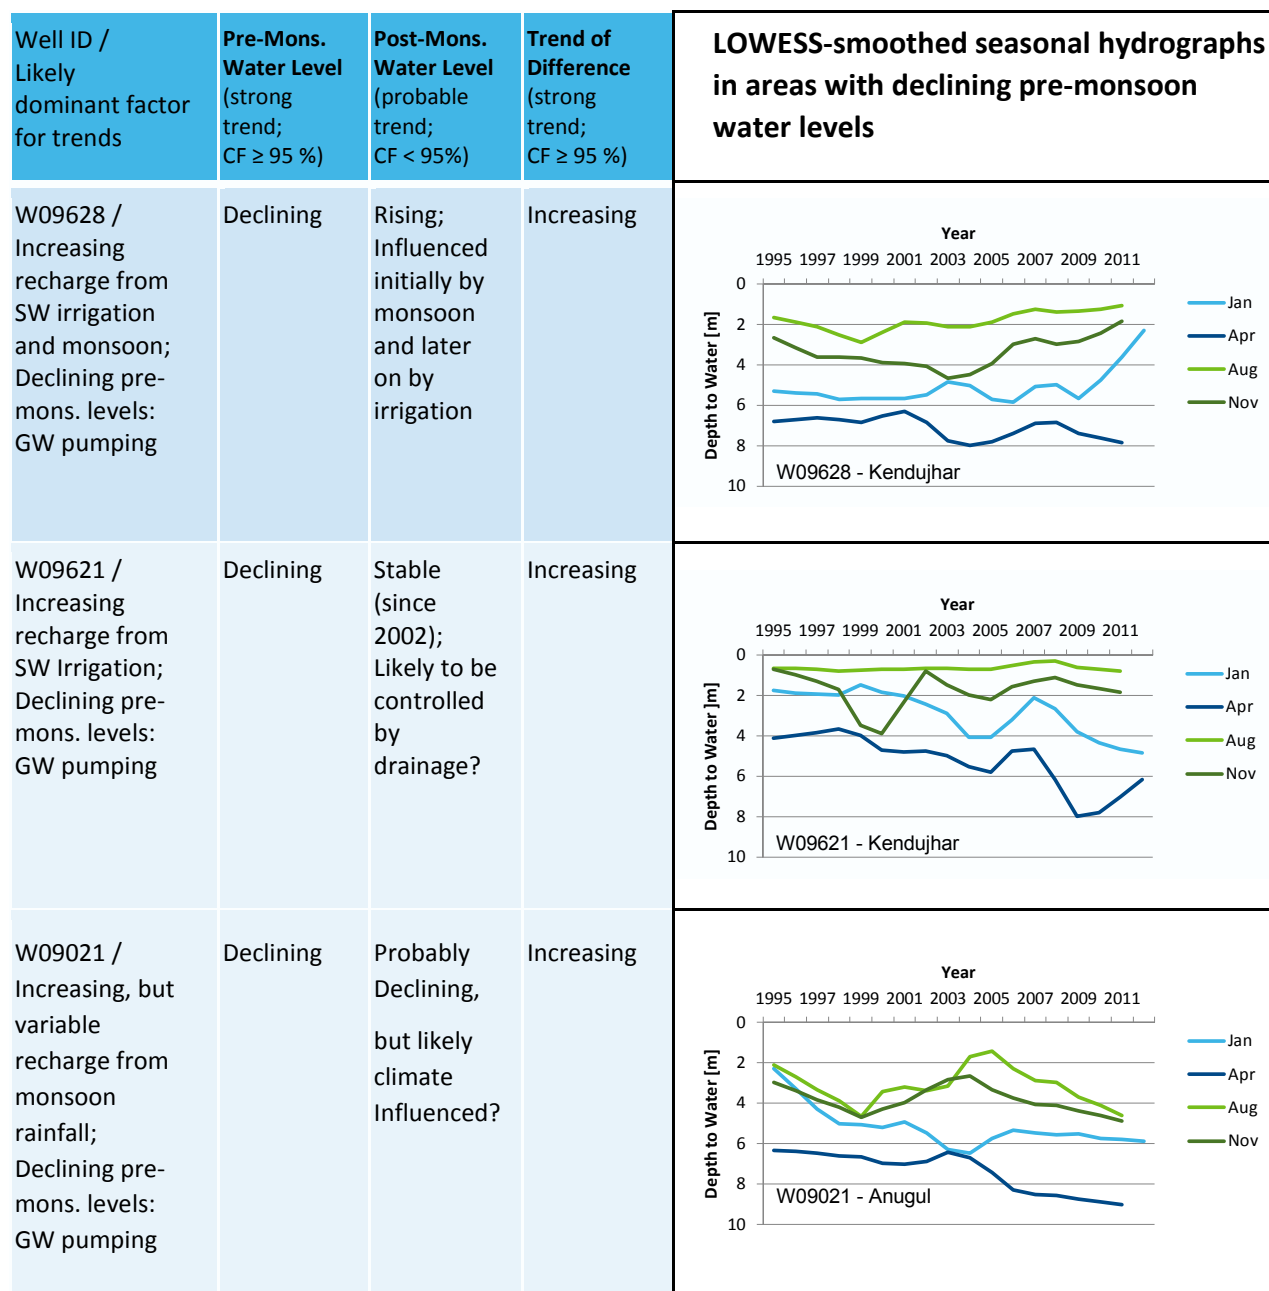 Well ID /
Likely
dominant factor
for trends
Pre-Mons.
Water Level
(strong
trend;
CF ≥ 95 %)
Post-Mons.
Water Level
(probable
trend;
CF < 95%)
Trend of
Difference
(strong
trend;
CF ≥ 95 %)
LOWESS-smoothed seasonal hydrographs
in areas with declining pre-monsoon
water levels
W09628 /
Increasing
recharge from
SW irrigation
and monsoon;
Declining pre-
mons. levels:
GW pumping
Declining
Rising;
Influenced
initially by
monsoon
and later
on by
irrigation
Increasing
Year
1995 1997 1999 2001 2003 2005 2007 2009 2011
Depth to Water [m]
0
2
4
6
8
10
W09628 - Kendujhar
Jan
Apr
Aug
Nov
W09621 /
Increasing
recharge from
SW Irrigation;
Declining pre-
mons. levels:
GW pumping
Declining
Stable
(since
2002);
Likely to be
controlled
by
drainage?
Increasing
Year
1995 1997 1999 2001 2003 2005 2007 2009 2011
Depth to Water ]m]
0
2
4
6
8
10
W09621 - Kendujhar
Jan
Apr
Aug
Nov
W09021 /
Increasing, but
variable
recharge from
monsoon
rainfall;
Declining pre-
mons. levels:
GW pumping
Declining
Probably
Declining,
but likely
climate
Influenced?
Increasing
Year
1995 1997 1999 2001 2003 2005 2007 2009 2011
Depth to Water [m]
0
2
4
6
8
10
W09021 - Anugul
Jan
Apr
Aug
Nov